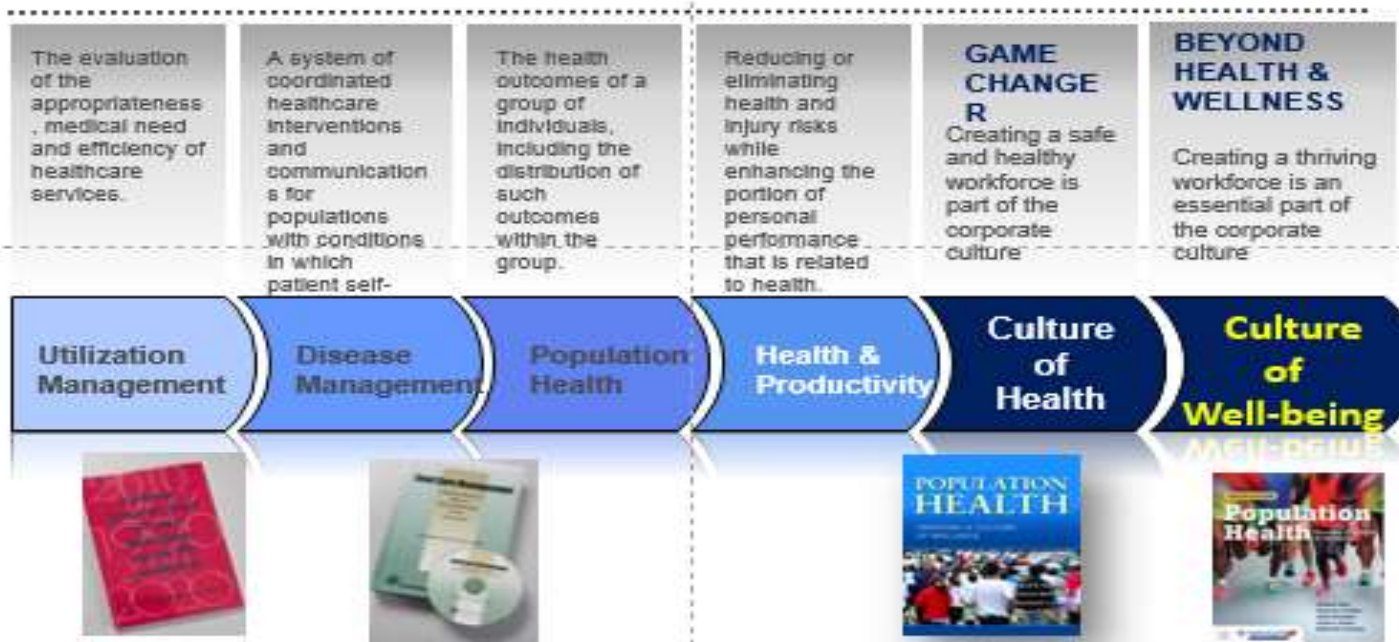 The evaluation
of the
appropriateness
, medical need
and efficiency of
healthcare
services.
A system of
coordinated
healthcare
interventions
and
communication
s for
populations
with conditions
in which
patient self-
The health
outcomes of a
group of
individuals,
including the
distribution of
such
outcomes
within the
group.
Reducing or
eliminating
health and
injury risks
while
enhancing the
portion of
personal
performance
that is related
to health.
GAME
CHANGE
R
Creating a safe
and healthy
workforce is
part of the
corporate
culture
BEYOND
HEALTH &
WELLNESS
Creating a thriving
workforce is an
essential part of
the corporate
culture
Utilization
Management
Disease
Management
Population
Health
Health &
Productivity
Culture
of
Health
Culture
of
Well-being
POPULATION
HEALTH
Population
Health